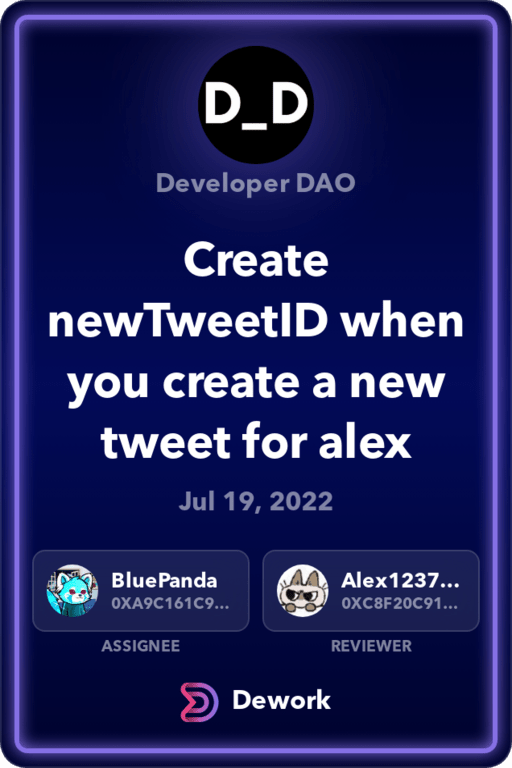 D_D
Developer DAO
Create
newTweetID when
you create a new
tweet for alex
Jul 19, 2022
BluePanda
0XA9C161C9...
ASSIGNEE
Alex1237...
0XC8F20C91...
REVIEWER
Dework